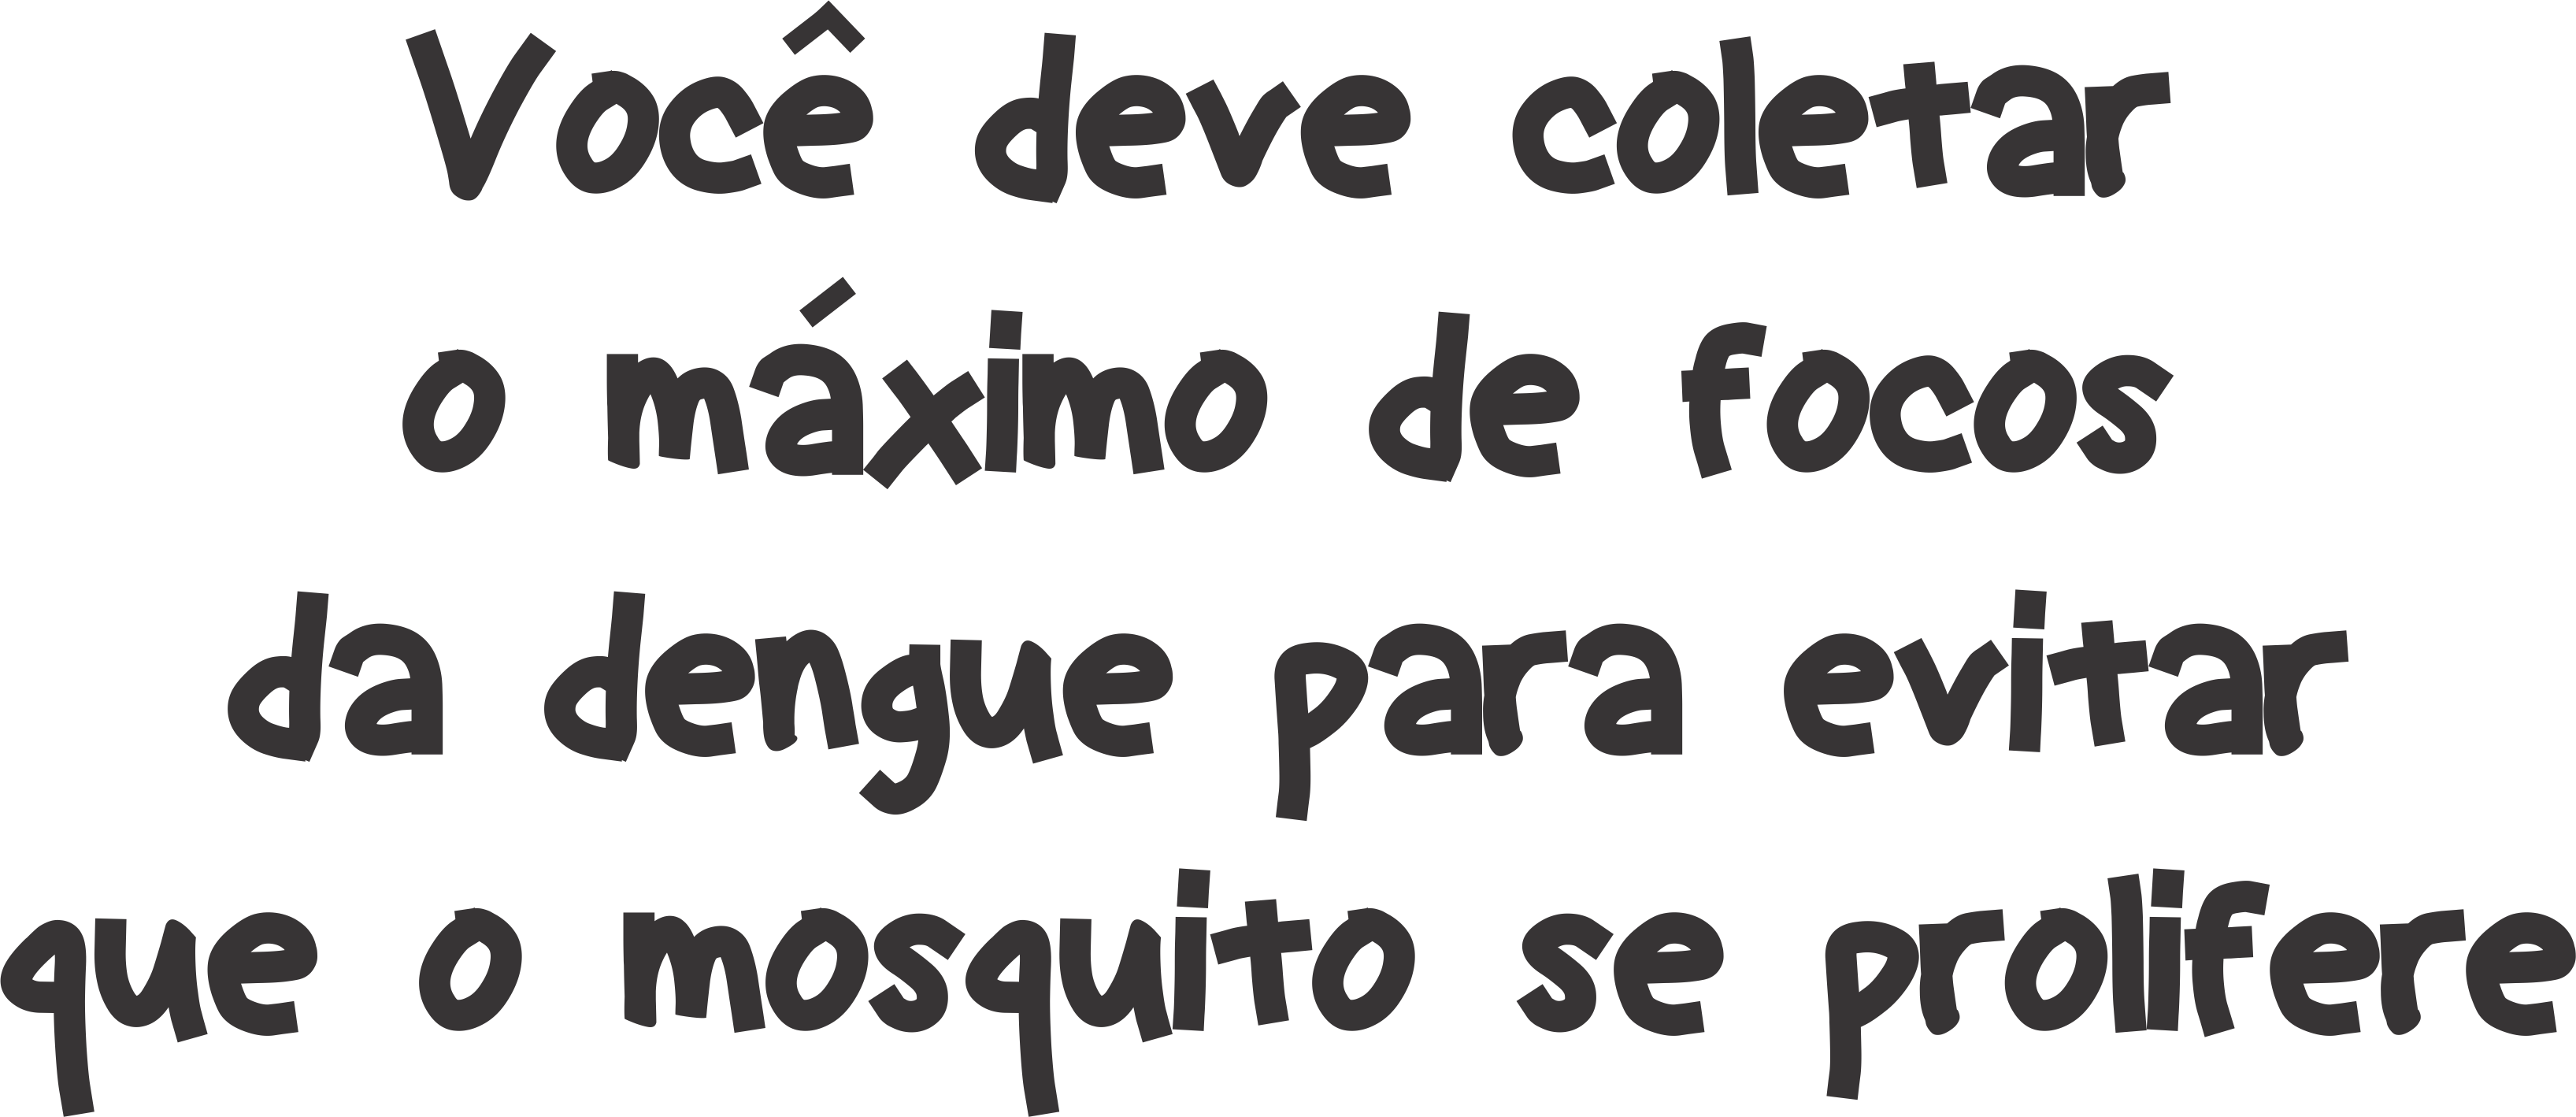 Você deve coletar
o máximo de focos
da dengue para evitar
que o mosquito se prolifere